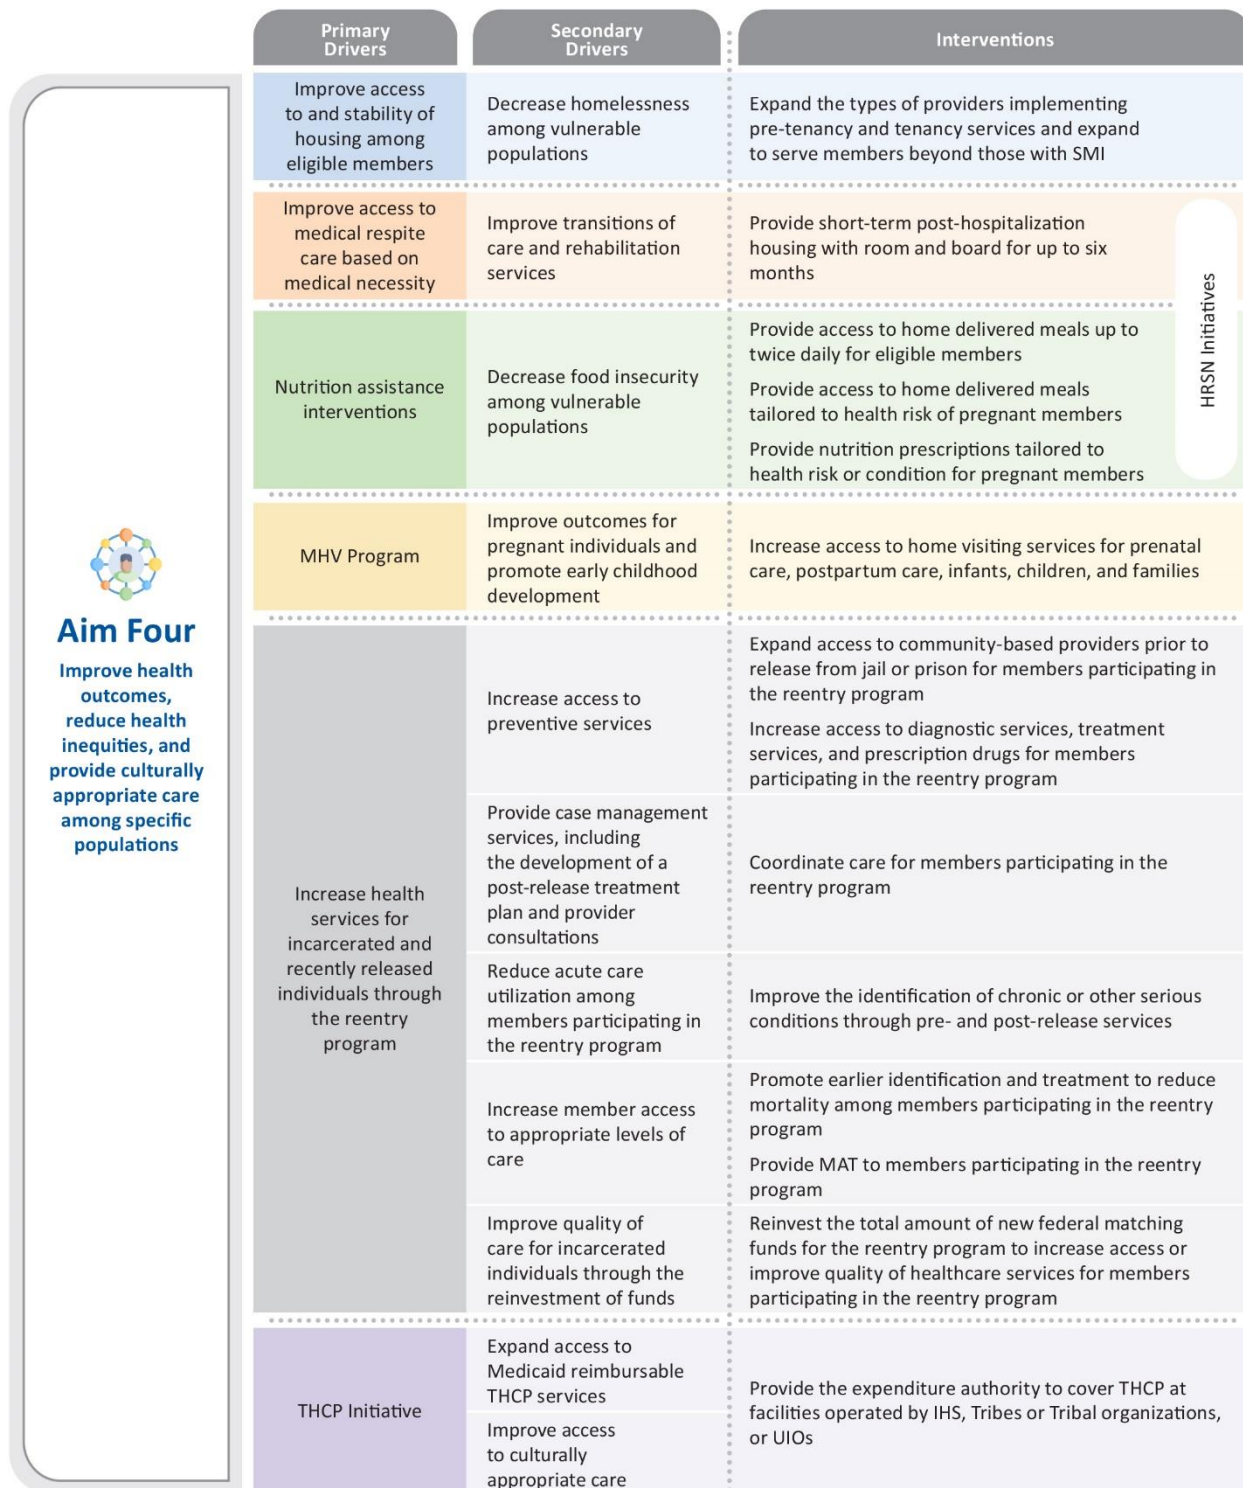 Primary
Drivers
Secondary
Drivers
Interventions
Aim Four
Improve health
outcomes,
reduce health
inequities, and
provide culturally
appropriate care
among specific
populations
Improve access
to and stability of
housing among
eligible members
Decrease homelessness
among vulnerable
populations
Expand the types of providers implementing
pre-tenancy and tenancy services and expand
to serve members beyond those with SMI
Improve access to
medical respite
care based on
medical necessity
Improve transitions of
care and rehabilitation
services
Provide short-term post-hospitalization
housing with room and board for up to six
months
HRSN Initiatives
Nutrition assistance
interventions
Decrease food insecurity
among vulnerable
populations
Provide access to home delivered meals up to
twice daily for eligible members
Provide access to home delivered meals
tailored to health risk of pregnant members
Provide nutrition prescriptions tailored to
health risk or condition for pregnant members
MHV Program
Improve outcomes for
pregnant individuals and
promote early childhood
development
Increase access to home visiting services for prenatal
care, postpartum care, infants, children, and families
Increase health
services for
incarcerated and
recently released
individuals through
the reentry
program
Increase access to
preventive services
Expand access to community-based providers prior to
release from jail or prison for members participating in
the reentry program
Increase access to diagnostic services, treatment
services, and prescription drugs for members
participating in the reentry program
Provide case management
services, including
the development of a
post-release treatment
plan and provider
consultations
Coordinate care for members participating in the
reentry program
Reduce acute care
utilization among
members participating in
the reentry program
Improve the identification of chronic or other serious
conditions through pre- and post-release services
Increase member access
to appropriate levels of
care
Promote earlier identification and treatment to reduce
mortality among members participating in the reentry
program
Provide MAT to members participating in the reentry
program
Improve quality of
care for incarcerated
individuals through the
reinvestment of funds
Reinvest the total amount of new federal matching
funds for the reentry program to increase access or
improve quality of healthcare services for members
participating in the reentry program
THCP Initiative
Expand access to
Medicaid reimbursable
THCP services
Improve access
to culturally
appropriate care
Provide the expenditure authority to cover THCP at
facilities operated by IHS, Tribes or Tribal organizations,
or UIOs